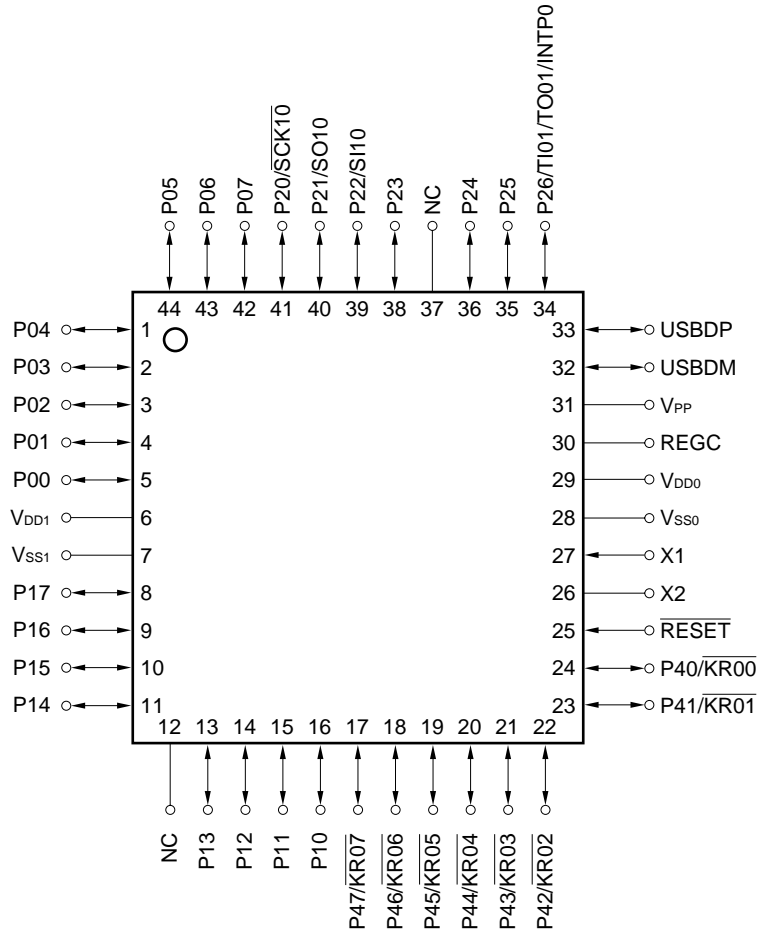 P05
P06
P07
P20/SCK10
P21/SO10
P22/SI10
P23
NC
P24
P25
P26/TI01/TO01/INTP0
44 43 42 41 40 39 38 37 36 35 34
P04 1
P03 2
P02 3
P01 4
P00 5
VDD1 6
VSS1 7
P17 8
P16 9
P15 10
P14 11
33 USBDP
32 USBDM
31 VPP
30 REGC
29 VDD0
28 VSS0
27 X1
26 X2
25 RESET
24 P40/KR00
23 P41/KR01
12 13 14 15 16 17 18 19 20 21 22
NC
P13
P12
P11
P10
P47/KR07
P46/KR06
P45/KR05
P44/KR04
P43/KR03
P42/KR02